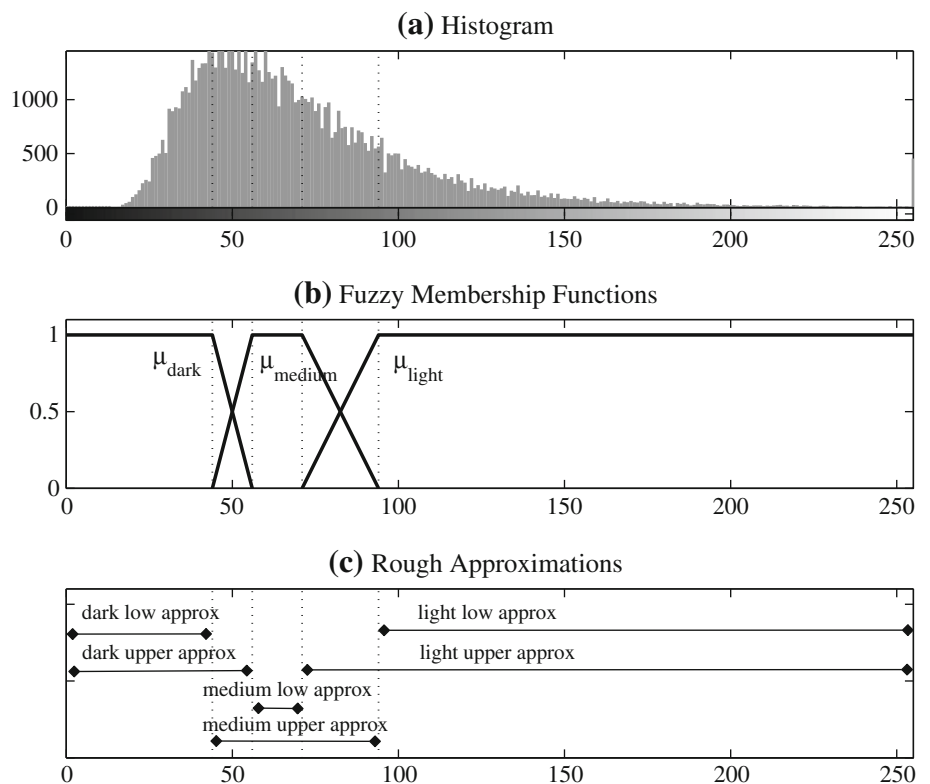 (a) Histogram
1000
500
0
0 50 100 150 200 250
(b) Fuzzy Membership Functions
1
μdark μmedium μlight
0.5
0
0 50 100 150 200 250
(c) Rough Approximations
dark low approx light low approx
dark upper approx light upper approx
medium low approx
medium upper approx
0 50 100 150 200 250